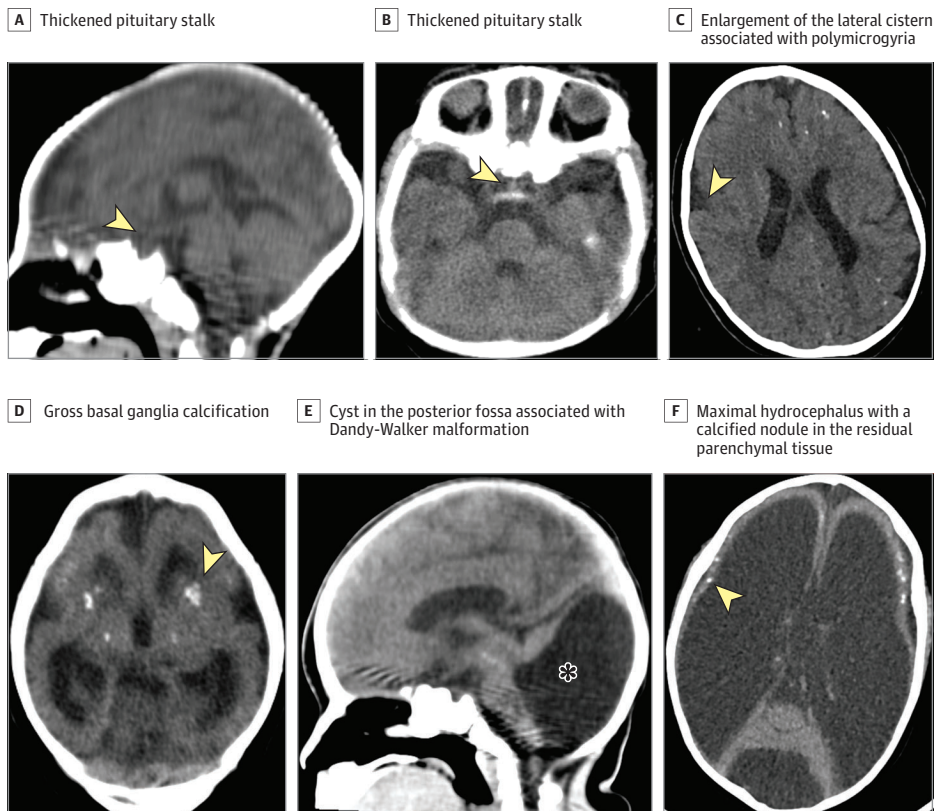 A Thickened pituitary stalk
B Thickened pituitary stalk
C Enlargement of the lateral cistern
associated with polymicrogyria
D Gross basal ganglia calcification
E Cyst in the posterior fossa associated with
Dandy-Walker malformation
F Maximal hydrocephalus with a
calcified nodule in the residual
parenchymal tissue